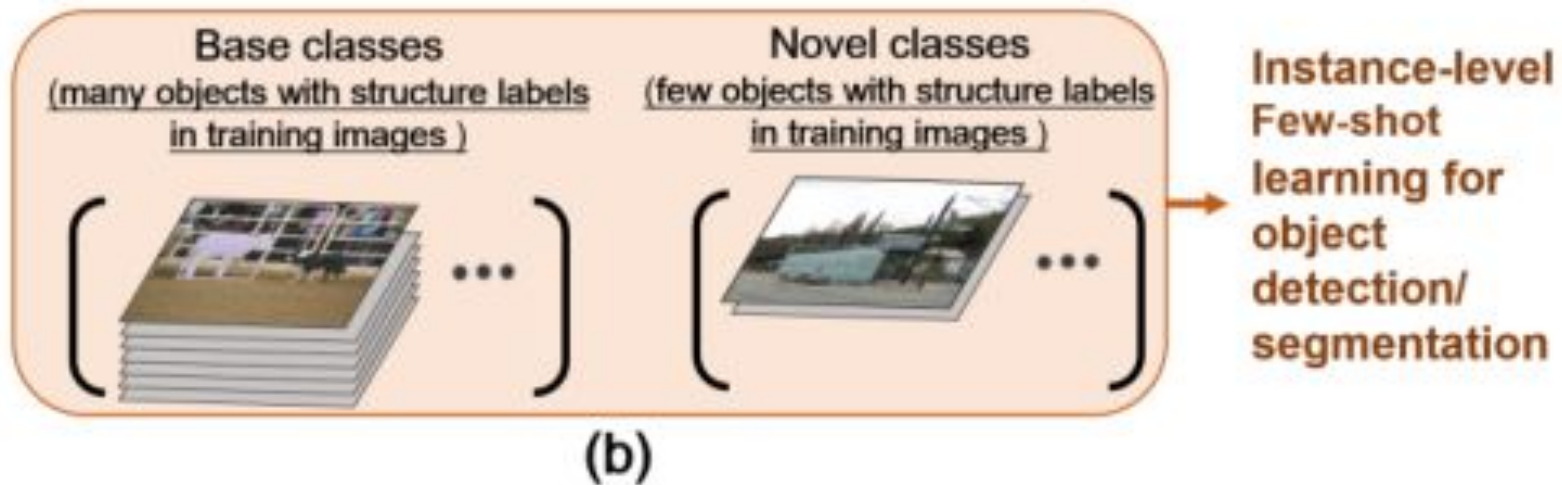 Base classes
(many objects with structure labels
in training images )
Novel classes
(few objects with structure labels
in training images )
Instance-level
Few-shot
learning for
object
detection/
segmentation
(b)